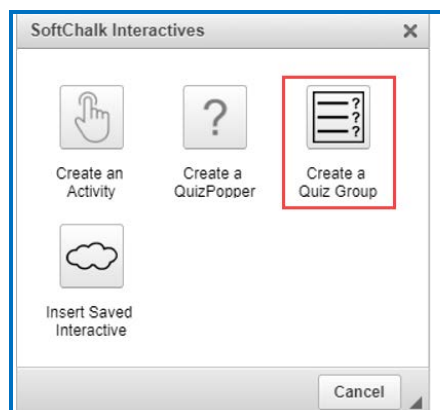 SoftChalk Interactives
Create an
Activity
Create a
QuizPopper
Create a
Quiz Group
Insert Saved
Interactive
Cancel